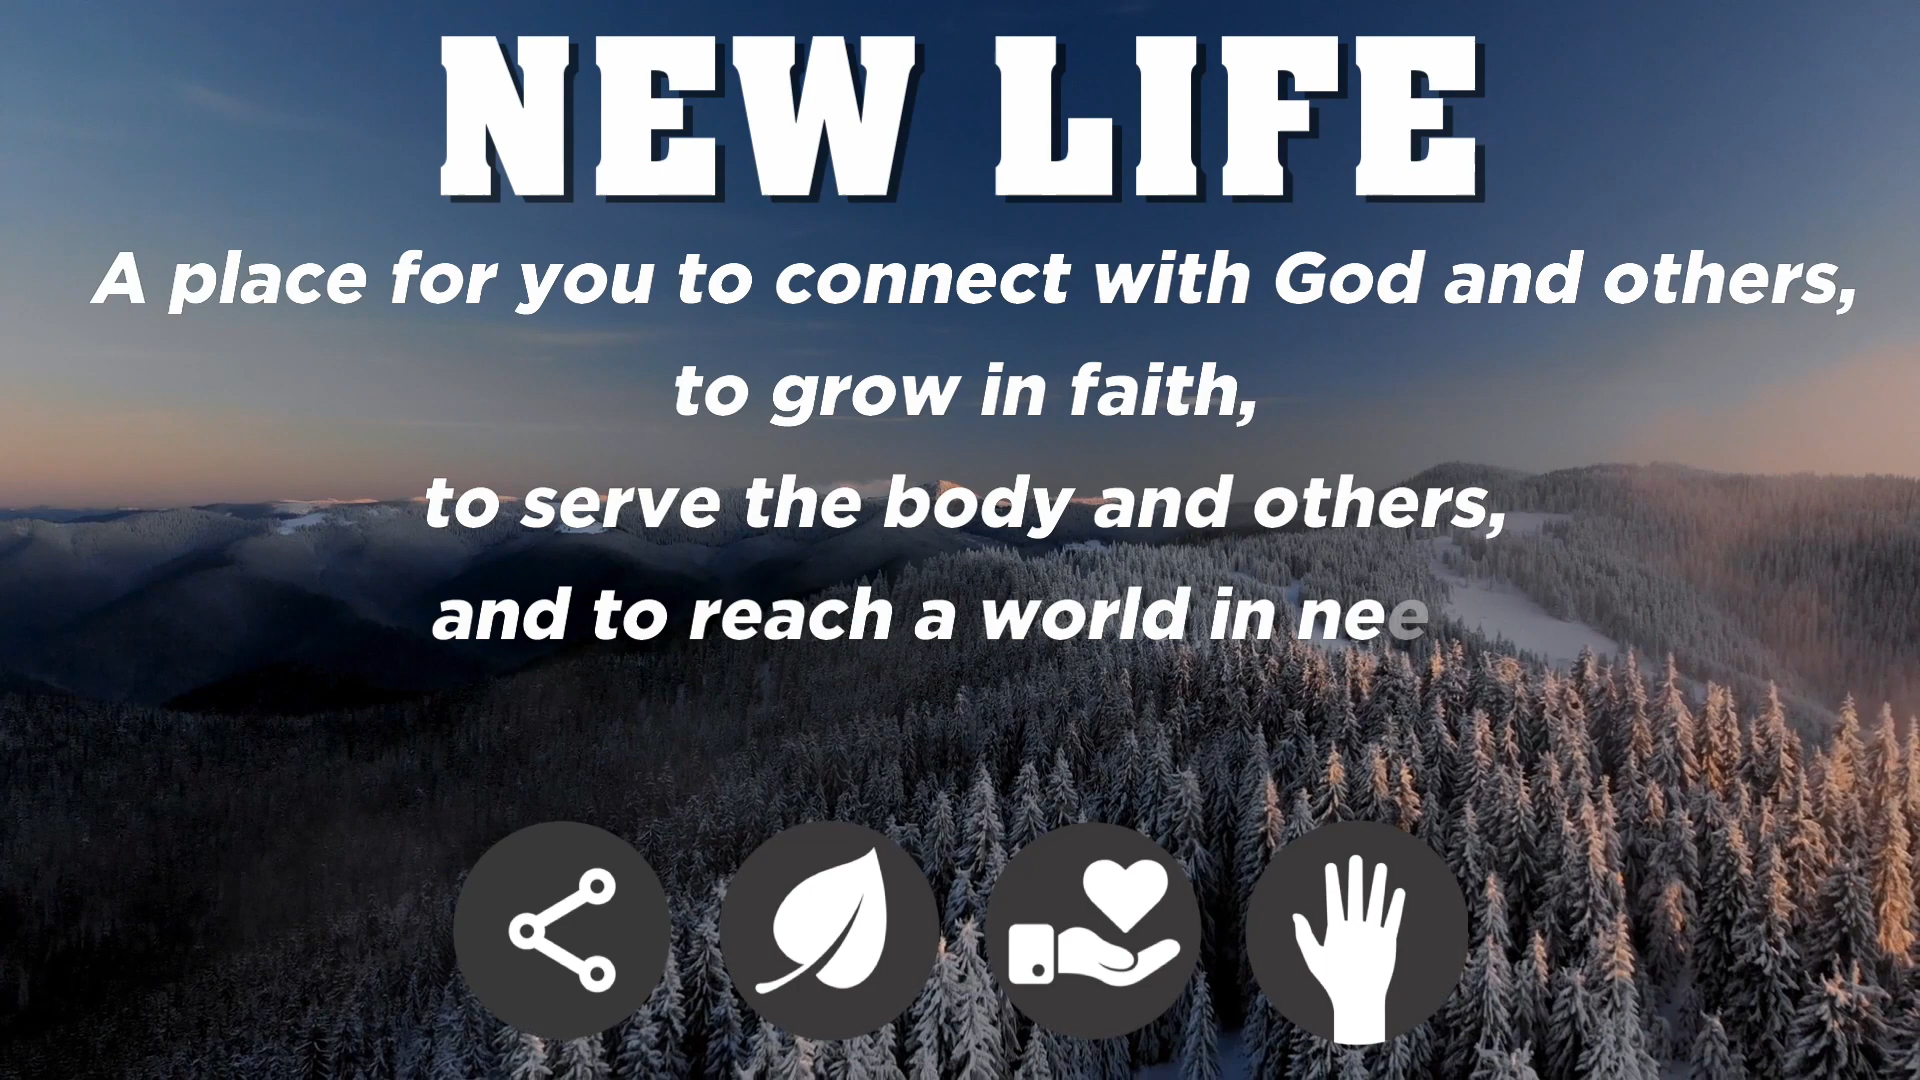 NEW LIFE
A place for you to connect with God and others,
to grow in faith,
to serve the body and others,
and to reach a world in nee